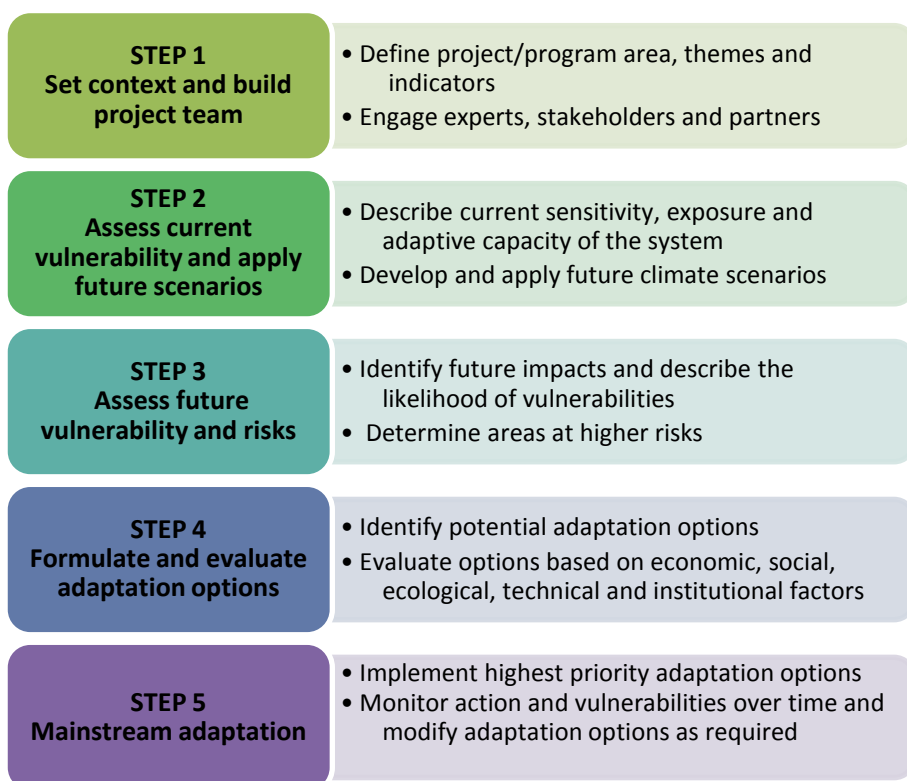 STEP 1
Set context and build
project team
• Define project/program area, themes and
indicators
• Engage experts, stakeholders and partners
STEP 2
Assess current
vulnerability and apply
future scenarios
• Describe current sensitivity, exposure and
adaptive capacity of the system
• Develop and apply future climate scenarios
STEP 3
Assess future
vulnerability and risks
• Identify future impacts and describe the
likelihood of vulnerabilities
• Determine areas at higher risks
STEP 4
Formulate and evaluate
adaptation options
• Identify potential adaptation options
• Evaluate options based on economic, social,
ecological, technical and institutional factors
STEP 5
Mainstream adaptation
• Implement highest priority adaptation options
• Monitor action and vulnerabilities over time and
modify adaptation options as required